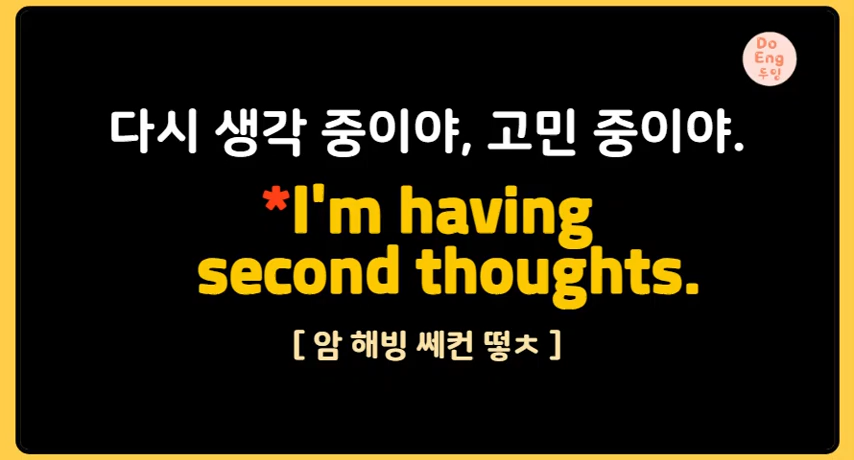 Do
Eng
두잉
다시 생각 중이야, 고민 중이야.
*I'm having
second thoughts.
[ 암 해빙 쎄컨 떻ㅊ ]